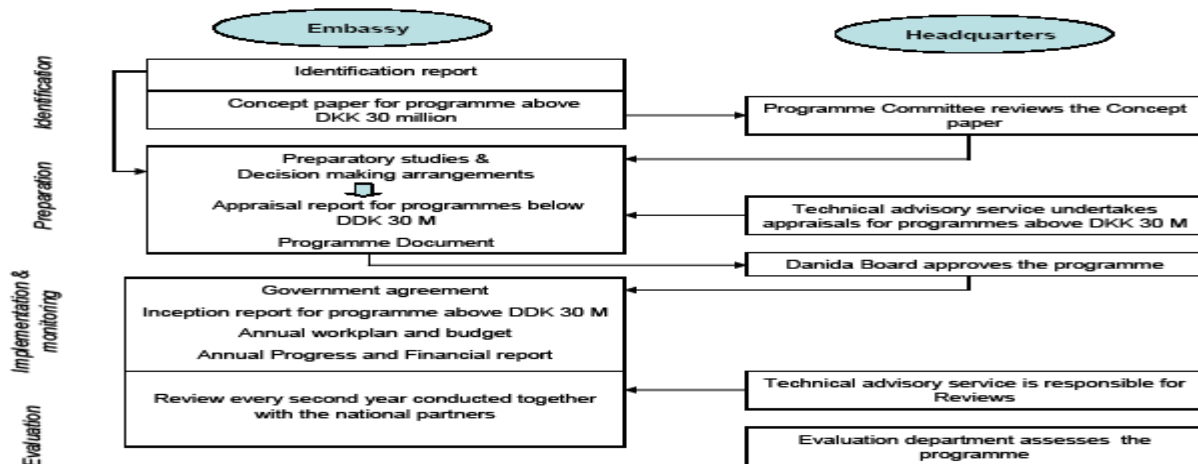 Embassy
Headquarters
Identification
Identification report
Concept paper for programme above
DKK 30 million
Programme Committee reviews the Concept
paper
Preparation
Preparatory studies &
Decision making arrangements
Appraisal report for programmes below
DDK 30 M
Programme Document
Technical advisory service undertakes
appraisals for programmes above DKK 30 M
Danida Board approves the programme
Implementation &
monitoring
Government agreement
Inception report for programme above DDK 30 M
Annual workplan and budget
Annual Progress and Financial report
Evaluation
Review every second year conducted together
with the national partners
Technical advisory service is responsible for
Reviews
Evaluation department assesses the
programme